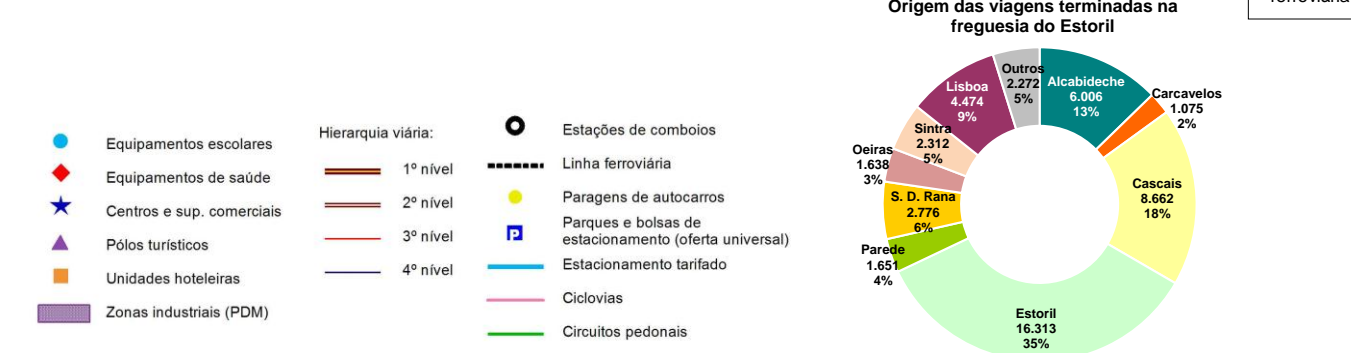 Origem das viagens terminadas na
freguesia do Estoril
Equipamentos escolares
Equipamentos de saúde
Centros e sup. comerciais
Pólos turísticos
Unidades hoteleiras
Zonas industriais (PDM)
Hierarquia viária:
1º nível
2º nível
3º nível
4º nível
Estações de comboios
Linha ferroviária
Paragens de autocarros
P
Parques e bolsas de
estacionamento (oferta universal)
Estacionamento tarifado
Ciclovias
Circuitos pedonais
Outros
2.272
5%
Alcabideche
6.006
13%
Carcavelos
1.075
2%
Cascais
8.662
18%
Estoril
16.313
35%
Parede
1.651
4%
S. D. Rana
2.776
6%
Oeiras
1.638
3%
Sintra
2.312
5%
Lisboa
4.474
9%